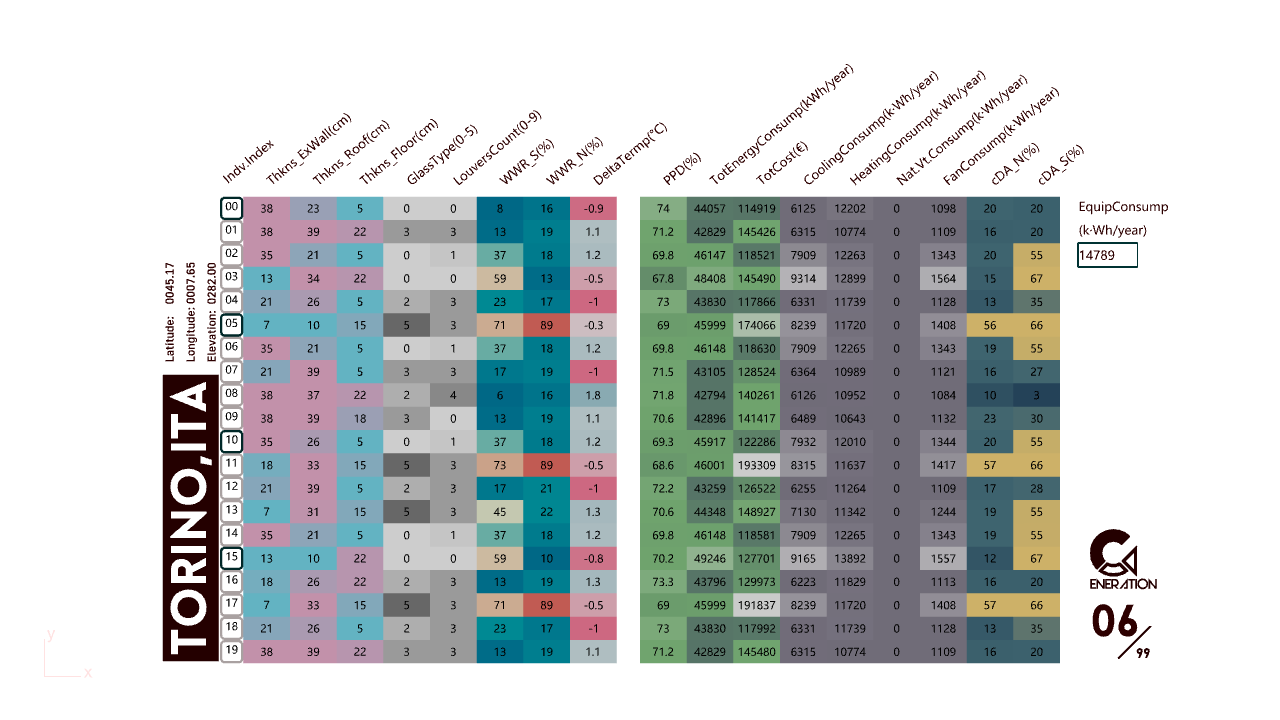 Indv.Index Thkns_ExWall(cm) Thkns_Roof(cm) Thkns_Floor(cm) GlassType(0-5) LouversCount(0-9) WWR_S(%) WWR_N(%) DeltaTermp(°C) PPD(%) TotEnergyConsump(kWh/year) TotCost(€) CoolingConsump(k·Wh/year) HeatingConsump(k·Wh/year) Nat.Vt.Consump(k·Wh/year) FanConsump(k·Wh/year) cDA_N(%) cDA_S(%)
00 38 23 5 0 0 8 16 -0.9 74 44057 114919 6125 12202 0 1098 20 20
01 38 39 22 3 3 13 19 1.1 71.2 42829 145426 6315 10774 0 1109 16 20
02 35 21 5 0 1 37 18 1.2 69.8 46147 118521 7909 12263 0 1343 20 55
03 13 34 22 0 0 59 13 -0.5 67.8 48408 145490 9314 12899 0 1564 15 67
04 21 26 5 2 3 23 17 -1 73 43830 117866 6331 11739 0 1128 13 35
05 7 10 15 5 3 71 89 -0.3 69 45999 174066 8239 11720 0 1408 56 66
06 35 21 5 0 1 37 18 1.2 69.8 46148 118630 7909 12265 0 1343 19 55
07 21 39 5 3 3 17 19 -1 71.5 43105 128524 6364 10989 0 1121 16 27
08 38 37 22 2 4 6 16 1.8 71.8 42794 140261 6126 10952 0 1084 10 3
09 38 39 18 3 0 13 19 1.1 70.6 42896 141417 6489 10643 0 1132 23 30
10 35 26 5 0 1 37 18 1.2 69.3 45917 122286 7932 12010 0 1344 20 55
11 18 33 15 5 3 73 89 -0.5 68.6 46001 193309 8315 11637 0 1417 57 66
12 21 39 5 2 3 17 21 -1 72.2 43259 126522 6255 11264 0 1109 17 28
13 7 31 15 5 3 45 22 1.3 70.6 44348 148927 7130 11342 0 1244 19 55
14 35 21 5 0 1 37 18 1.2 69.8 46148 118581 7909 12265 0 1343 19 55
15 13 10 22 0 0 59 10 -0.8 70.2 49246 127701 9165 13892 0 1557 12 67
16 18 26 22 2 3 13 19 1.3 73.3 43796 129973 6223 11829 0 1113 16 20
17 7 33 15 5 3 71 89 -0.5 69 45999 191837 8239 11720 0 1408 57 66
18 21 26 5 2 3 23 17 -1 73 43830 117992 6331 11739 0 1128 13 35
19 38 39 22 3 3 13 19 1.1 71.2 42829 145480 6315 10774 0 1109 16 20
Latitude: 0045.17
Longitude: 0007.65
Elevation: 0282.00
TORINO,ITA
EquipConsump
(k·Wh/year)
14789
ENERATION
06/99
y
x